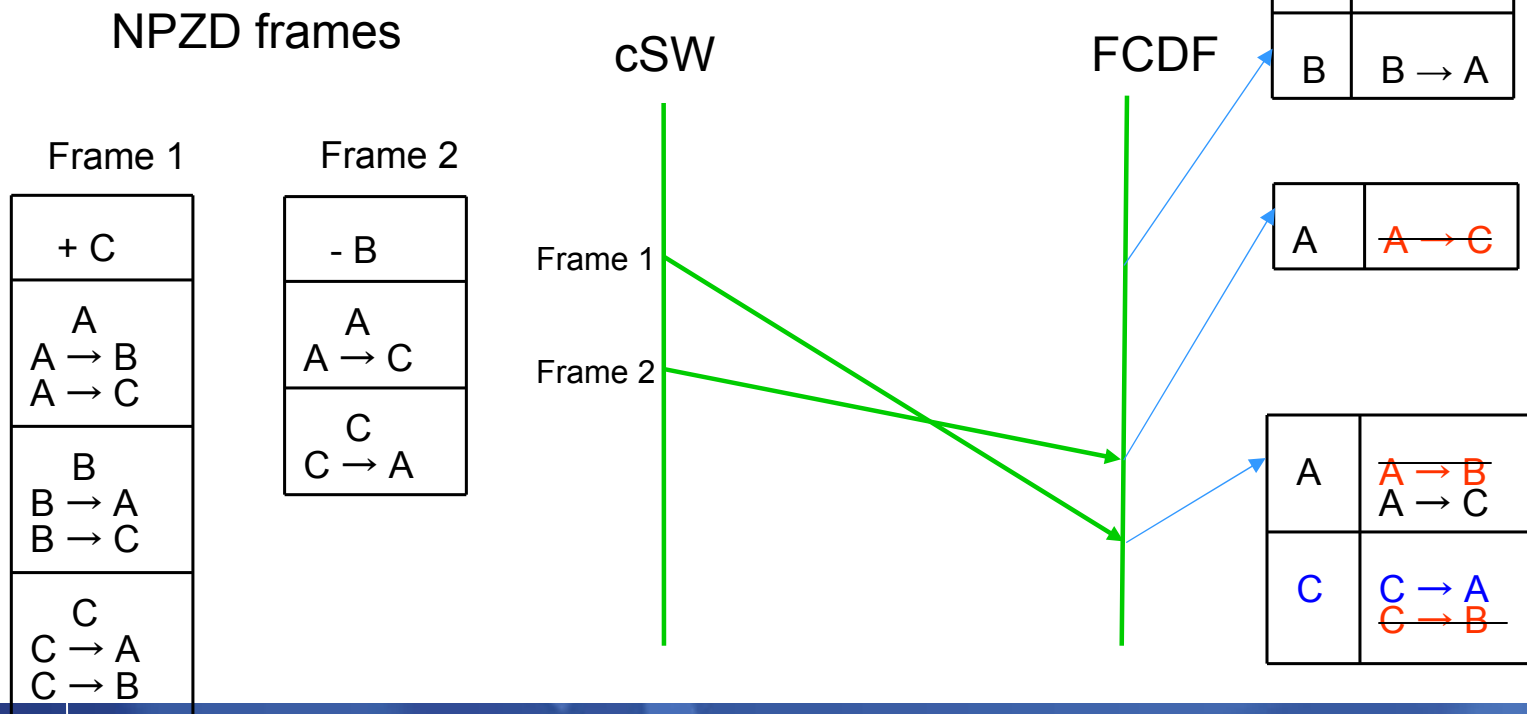 NPZD frames
cSW
FCDF
Frame 1
+ C
A
A → B
A → C
B
B → A
B → C
C
C → A
C → B
Frame 2
- B
A
A → C
C
C → A
Frame 1
Frame 2
B B → A
A A → C
A A → B
A → C
C C → A
C → B